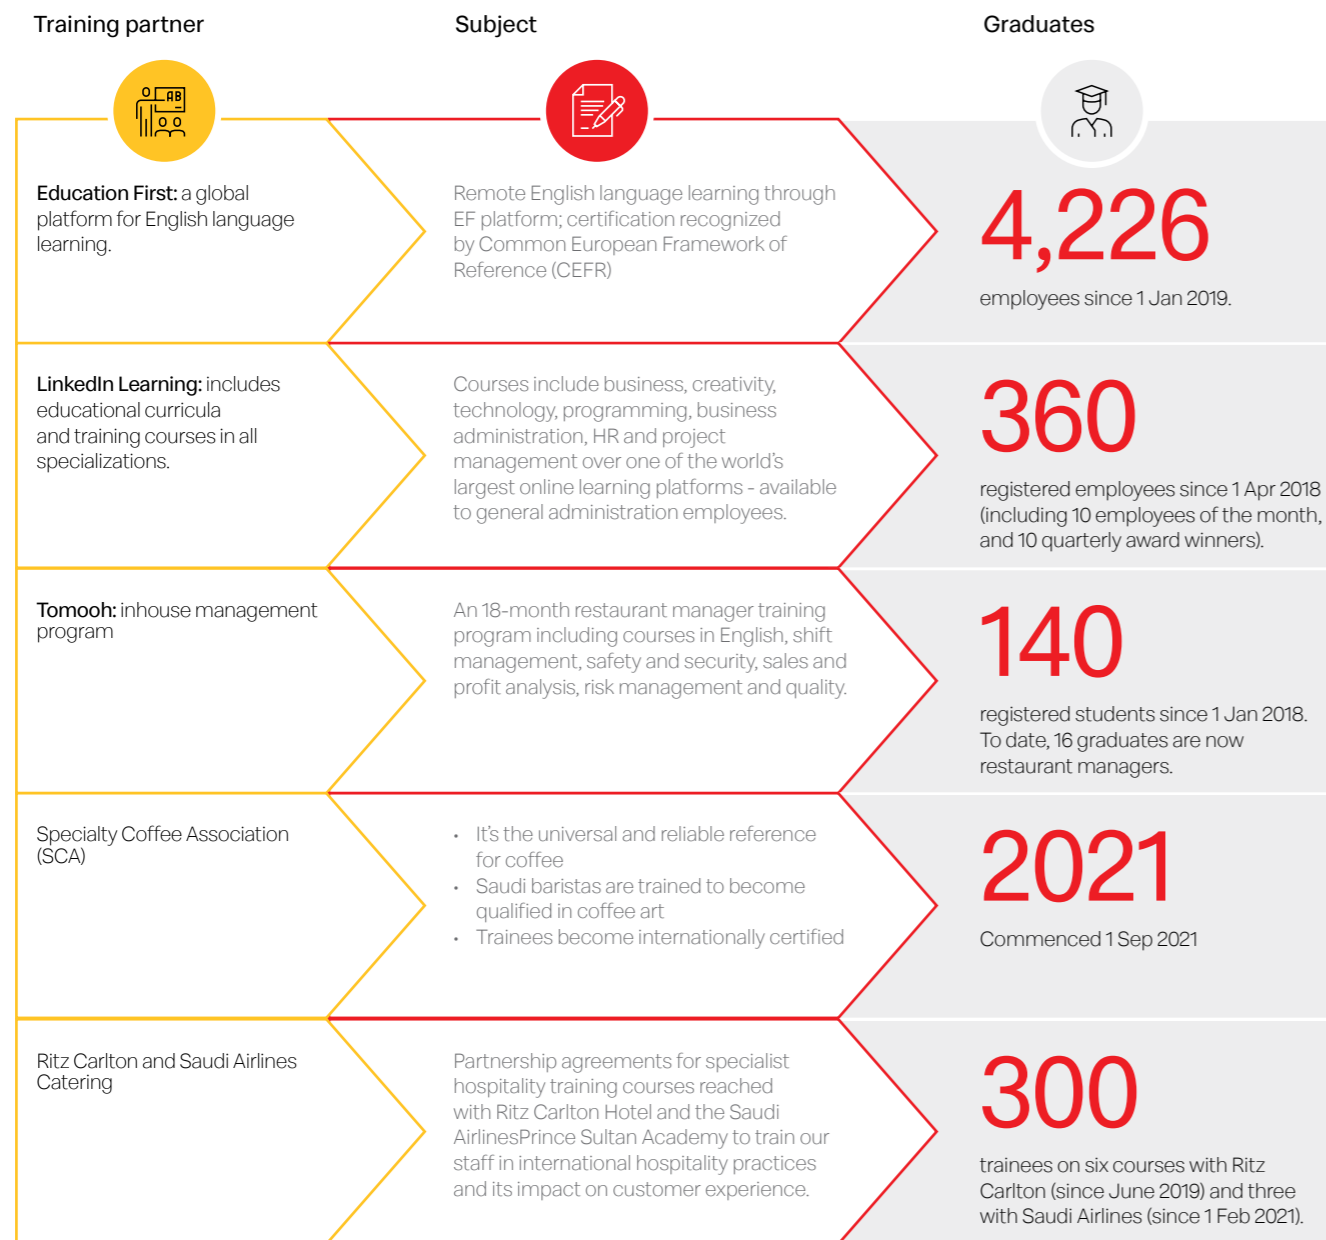 Training partner
Subject
Graduates
AB
Education First: a global
platform for English language
learning.
Remote English language learning through
EF platform; certification recognized
by Common European Framework of
Reference (CEFR)
4,226
employees since 1 Jan 2019.
LinkedIn Learning: includes
educational curricula
and training courses in all
specializations.
Courses include business, creativity,
technology, programming, business
administration, HR and project
management over one of the world's
largest online learning platforms - available
to general administration employees.
360
registered employees since 1 Apr 2018
(including 10 employees of the month,
and 10 quarterly award winners).
Tomooh: inhouse management
program
An 18-month restaurant manager training
program including courses in English, shift
management, safety and security, sales and
profit analysis, risk management and quality.
140
registered students since 1 Jan 2018.
To date, 16 graduates are now
restaurant managers.
Specialty Coffee Association
(SCA)
• It's the universal and reliable reference
for coffee
• Saudi baristas are trained to become
qualified in coffee art
• Trainees become internationally certified
2021
Commenced 1 Sep 2021
Ritz Carlton and Saudi Airlines
Catering
Partnership agreements for specialist
hospitality training courses reached
with Ritz Carlton Hotel and the Saudi
AirlinesPrince Sultan Academy to train our
staff in international hospitality practices
and its impact on customer experience.
300
trainees on six courses with Ritz
Carlton (since June 2019) and three
with Saudi Airlines (since 1 Feb 2021).